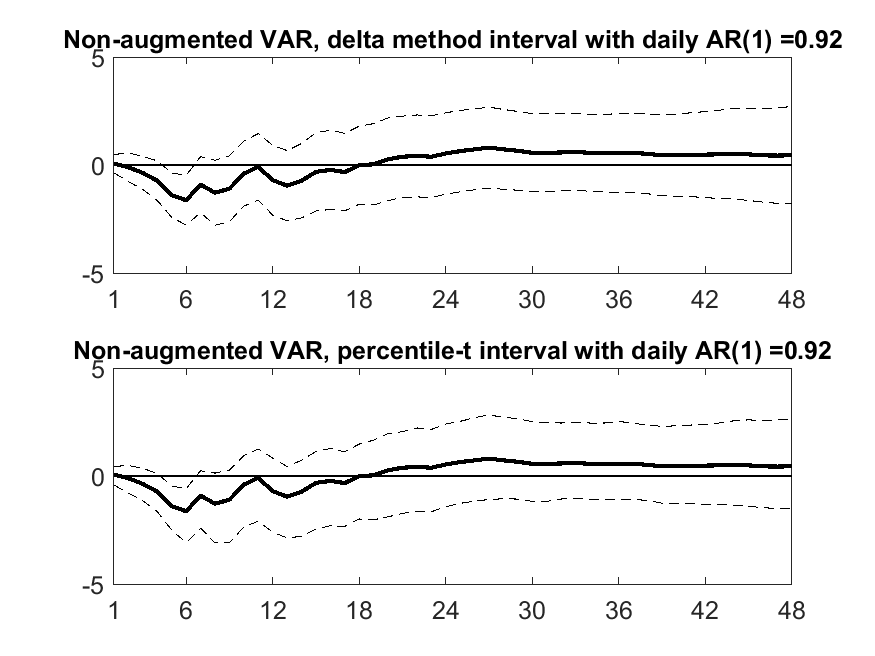 Non-augmented VAR, delta method interval with daily AR(1) =0.92
5
0
-5
1 6 12 18 24 30 36 42 48
Non-augmented VAR, percentile-t interval with daily AR(1) =0.92
5
0
-5
1 6 12 18 24 30 36 42 48